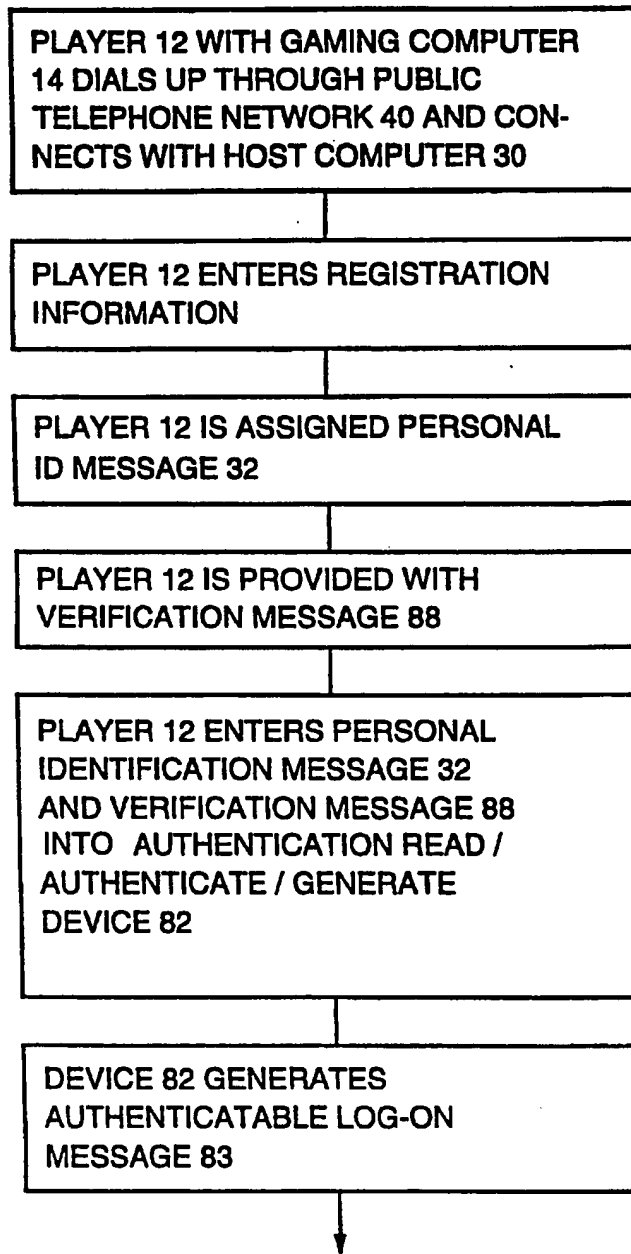 PLAYER 12 WITH GAMING COMPUTER
14 DIALS UP THROUGH PUBLIC
TELEPHONE NETWORK 40 AND CON-
NECTS WITH HOST COMPUTER 30
PLAYER 12 ENTERS REGISTRATION
INFORMATION
PLAYER 12 IS ASSIGNED PERSONAL
ID MESSAGE 32
PLAYER 12 IS PROVIDED WITH
VERIFICATION MESSAGE 88
PLAYER 12 ENTERS PERSONAL
IDENTIFICATION MESSAGE 32
AND VERIFICATION MESSAGE 88
INTO AUTHENTICATION READ /
AUTHENTICATE / GENERATE
DEVICE 82
DEVICE 82 GENERATES
AUTHENTICATABLE LOG-ON
MESSAGE 83